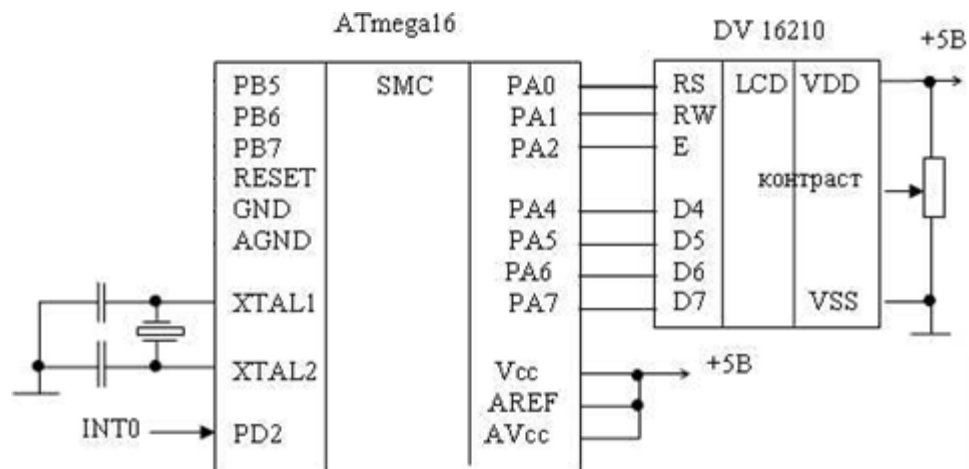 ATmega16
DV 16210
+5В
PB5 SMC PA0 RS LCD VDD
PB6 PA1 RW
PB7 PA2 E
RESET контраст
GND PA4 D4
AGND PA5 D5
PA6 D6
XTAL1 PA7 D7 VSS
XTAL2 Vcc +5В
AREF
INT0 PD2 AVcc